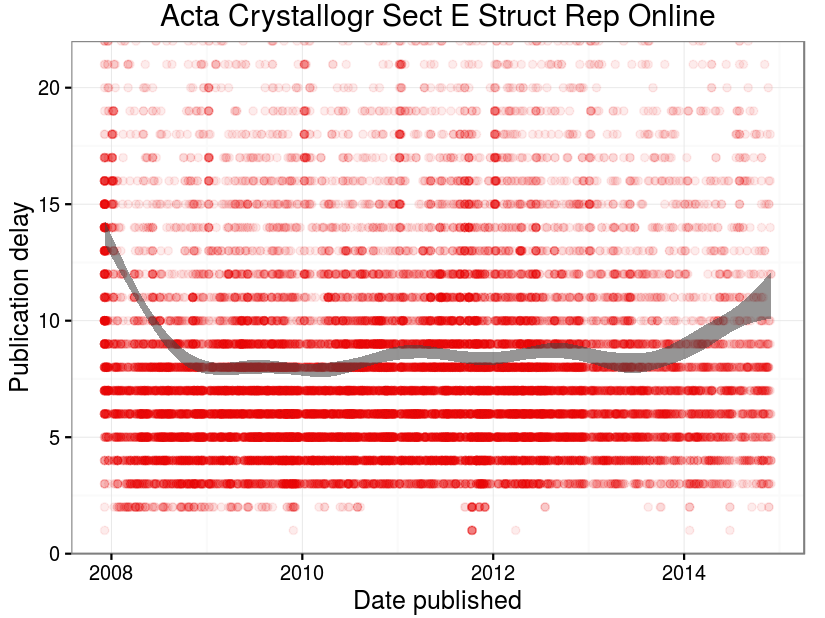 Acta Crystallogr Sect E Struct Rep Online
Publication delay
20
15
10
5
0
2008 2010 2012 2014
Date published